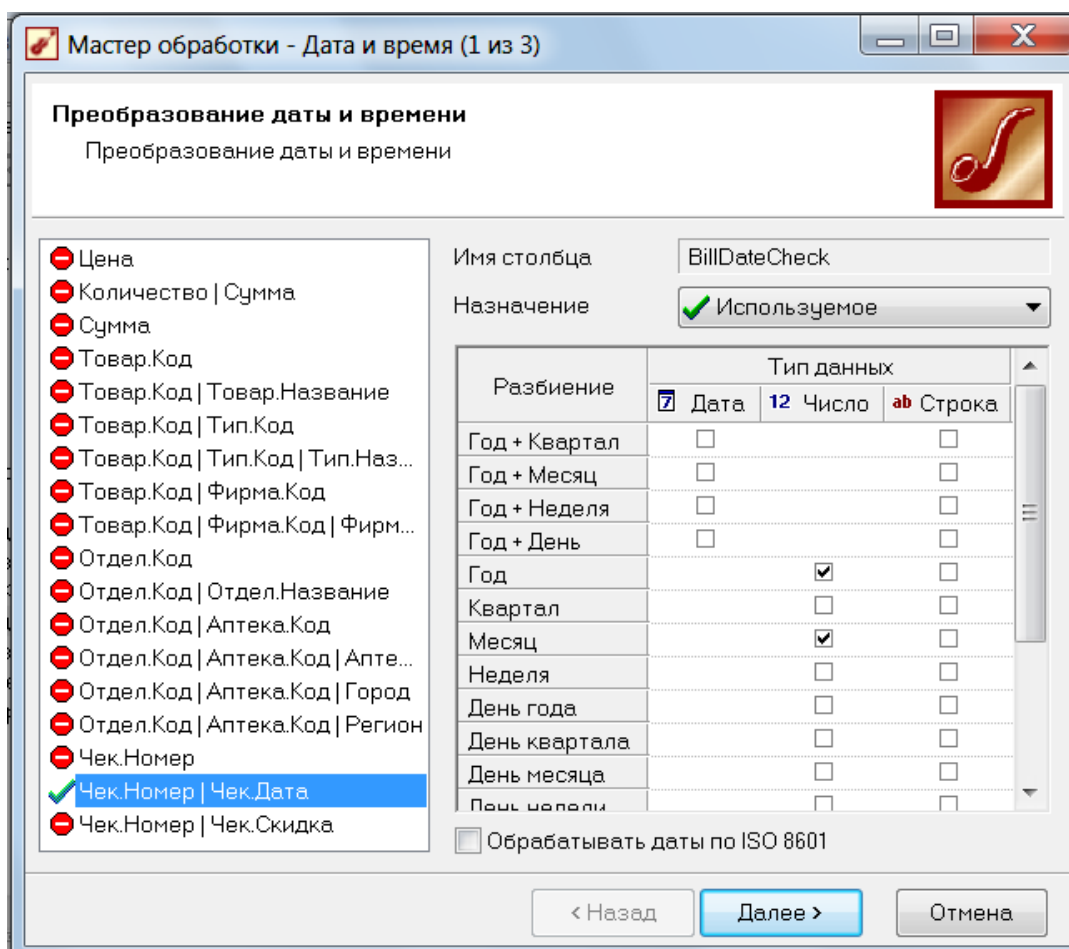 Мастер обработки - Дата и время (1 из 3)
Преобразование даты и времени
Преобразование даты и времени
Цена
Количество | Сумма
Сумма
Товар.Код
Товар.Код | Товар.Название
Товар.Код | Тип.Код
Товар.Код | Тип.Код | Тип.Наз...
Товар.Код | Фирма.Код
Товар.Код | Фирма.Код | Фирм...
Отдел.Код
Отдел.Код | Отдел.Название
Отдел.Код | Аптека.Код
Отдел.Код | Аптека.Код | Апте...
Отдел.Код | Аптека.Код | Город
Отдел.Код | Аптека.Код | Регион
Чек.Номер
Чек.Номер | Чек.Дата
Чек.Номер | Чек.Скидка
Имя столбца BillDateCheck
Назначение Используемое
Разбиение Тип данных
7 Дата 12 Число ab Строка
Год + Квартал
Год + Месяц
Год + Неделя
Год + День
Год
Квартал
Месяц
Неделя
День года
День квартала
День месяца
День недели
Обрабатывать даты по ISO 8601
< Назад Далее > Отмена